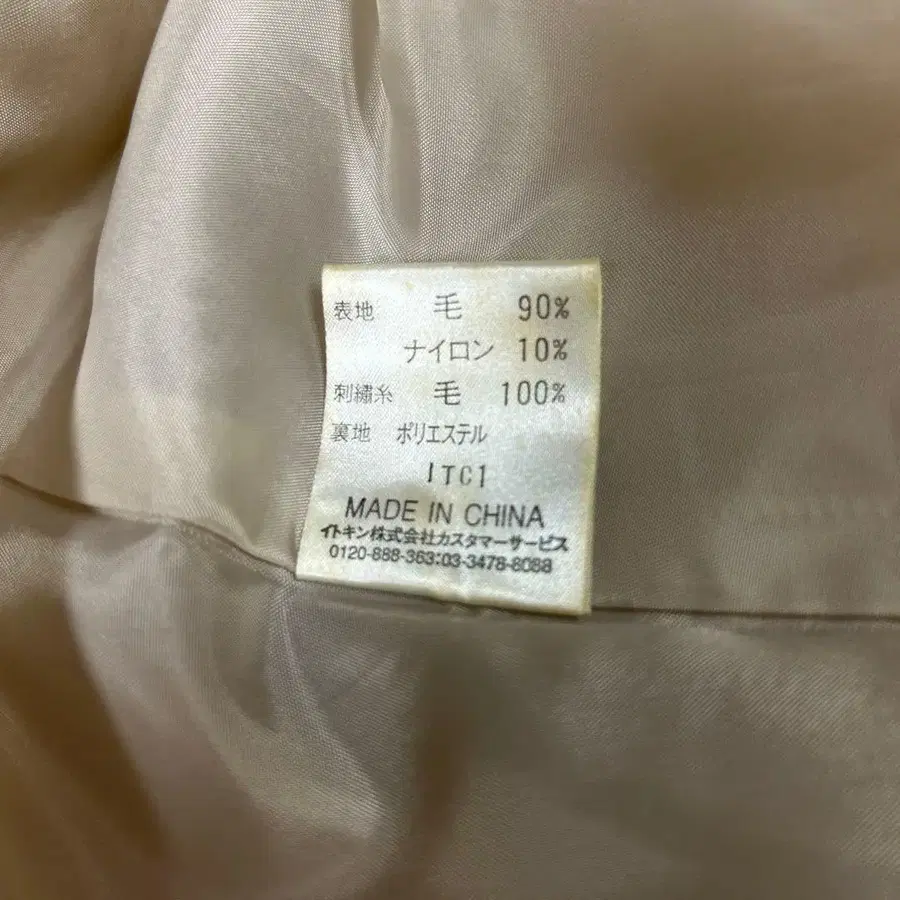 表地 毛 90%
ナイロン 10%
刺繍糸 毛 100%
裏地 ポリエステル
ITC1
MADE IN CHINA
イトキン株式会社カスタマーサービス
0120-888-363:03-3478-8088